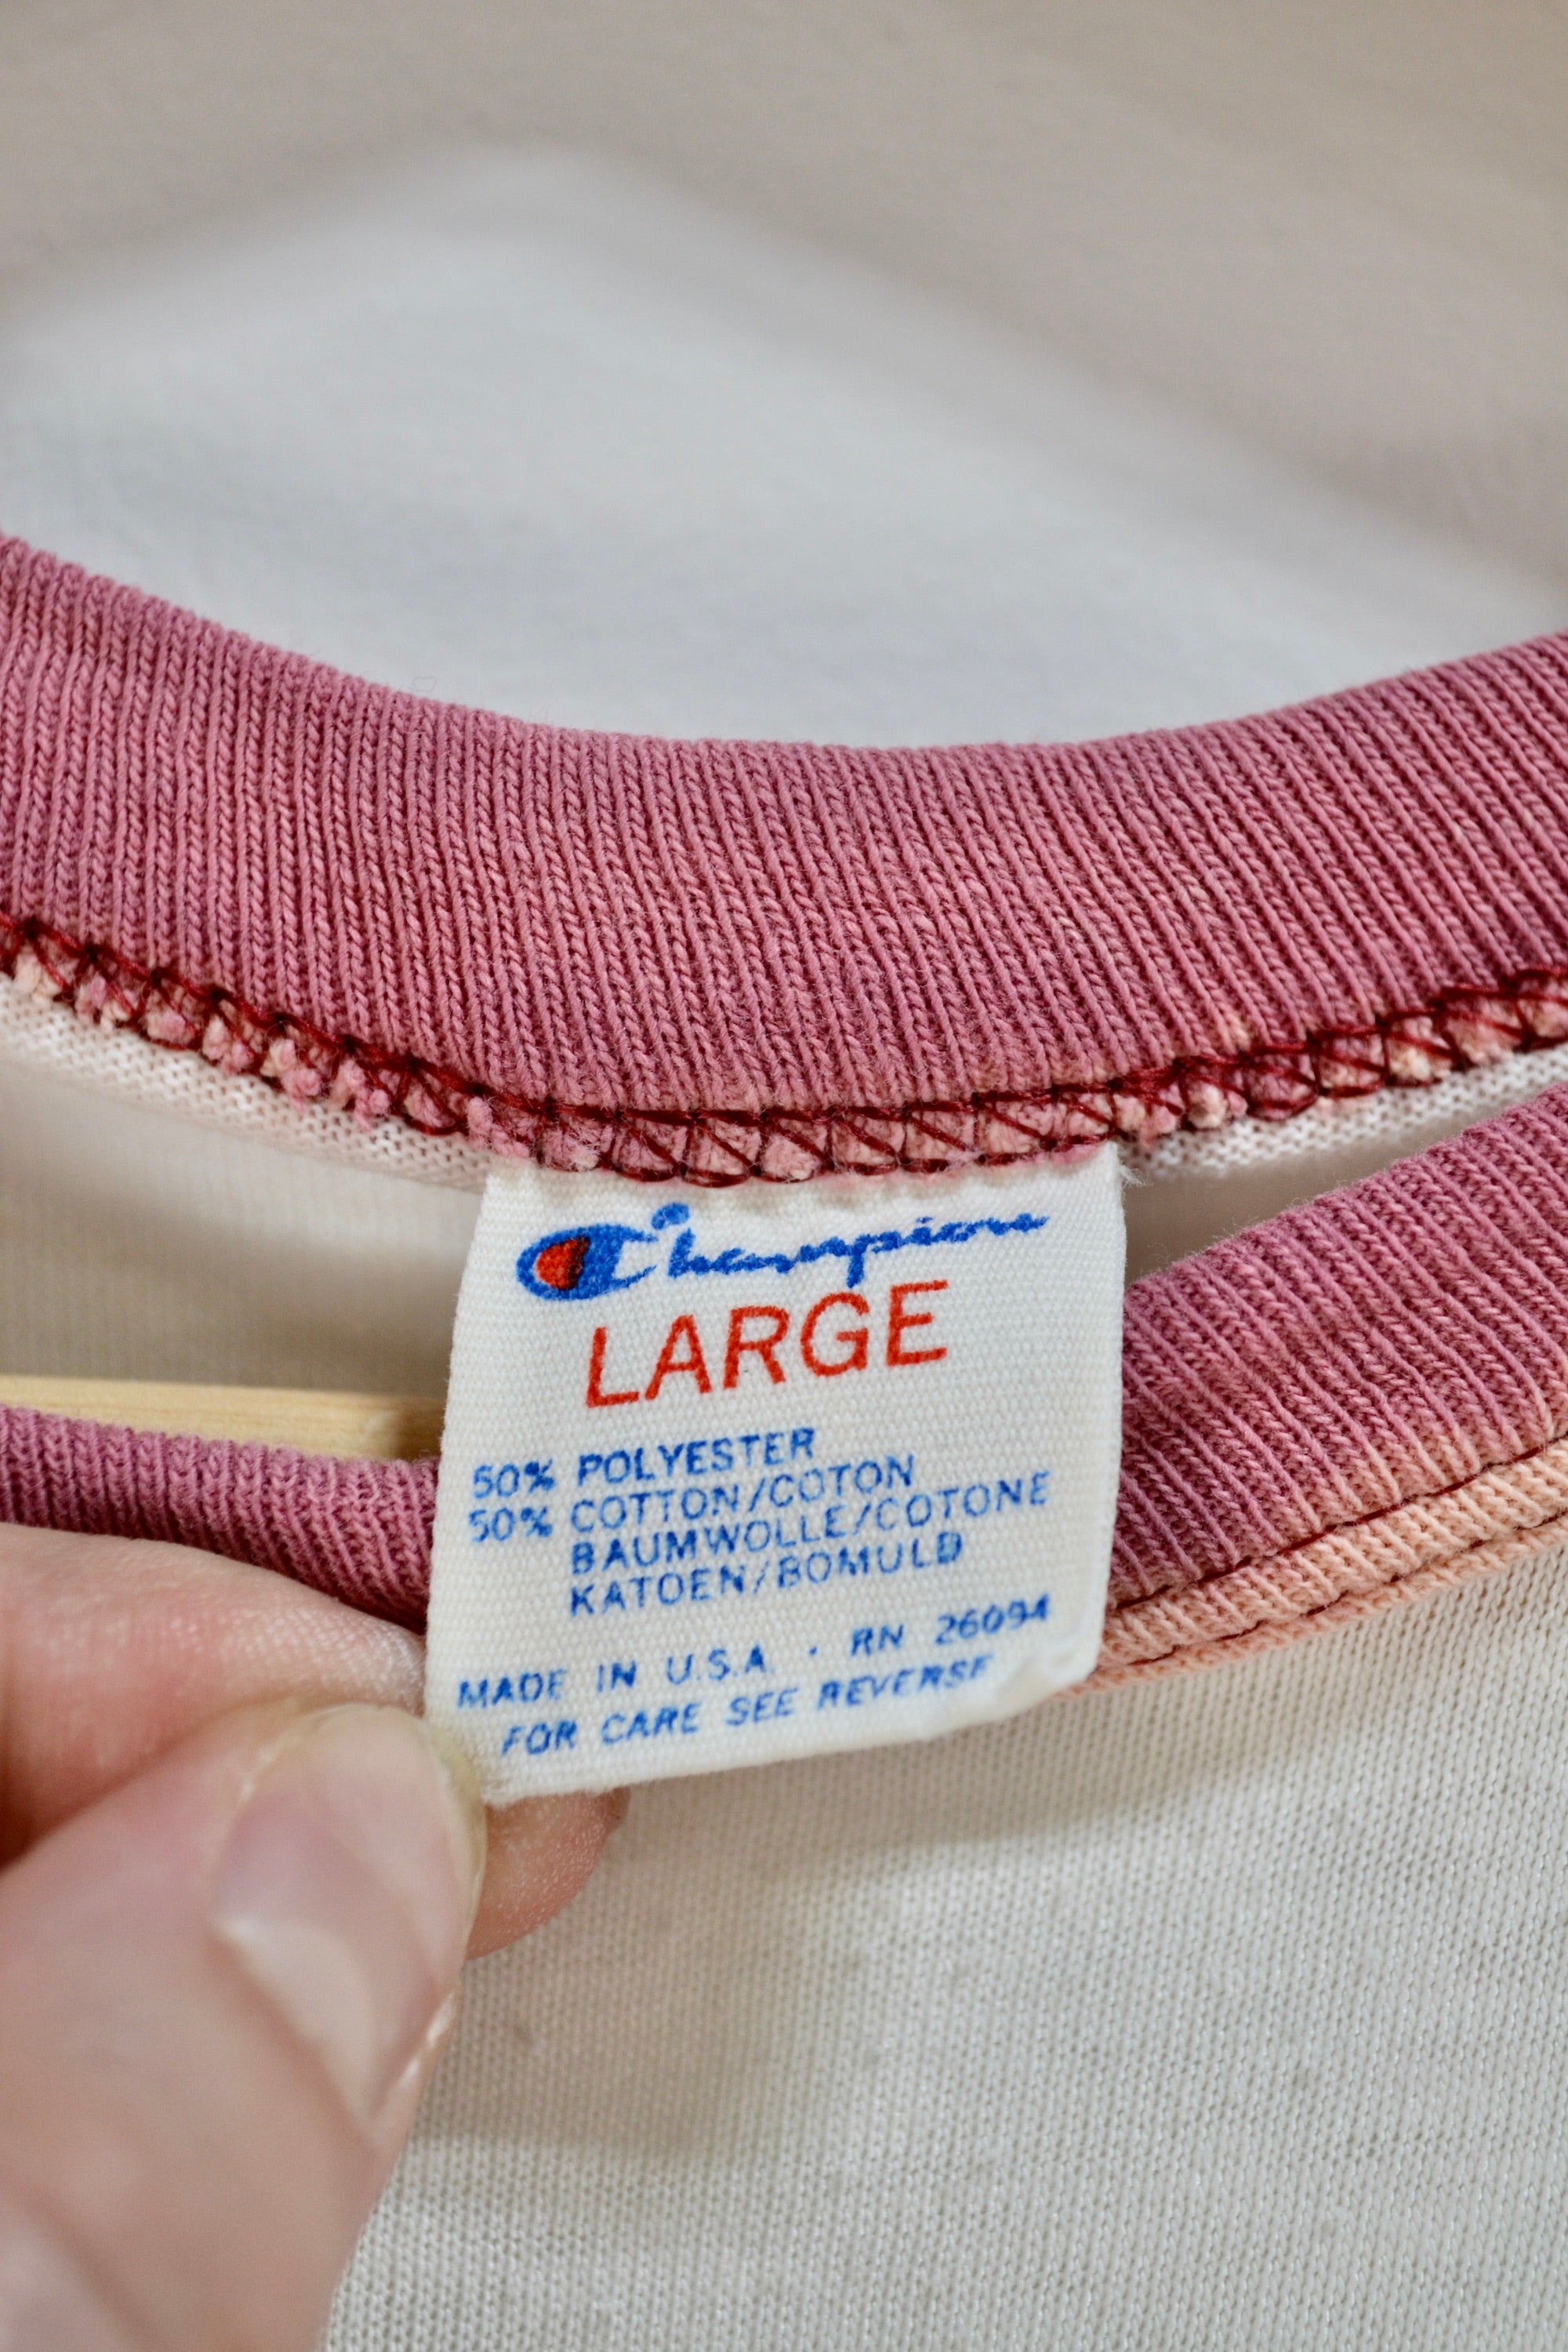 Champion
LARGE
50% POLYESTER
50% COTTON/COTON
BAUMWOLLE/COTONE
KATOEN/BOMULD
MADE IN U.S.A. · RN 26094
FOR CARE SEE REVERSE